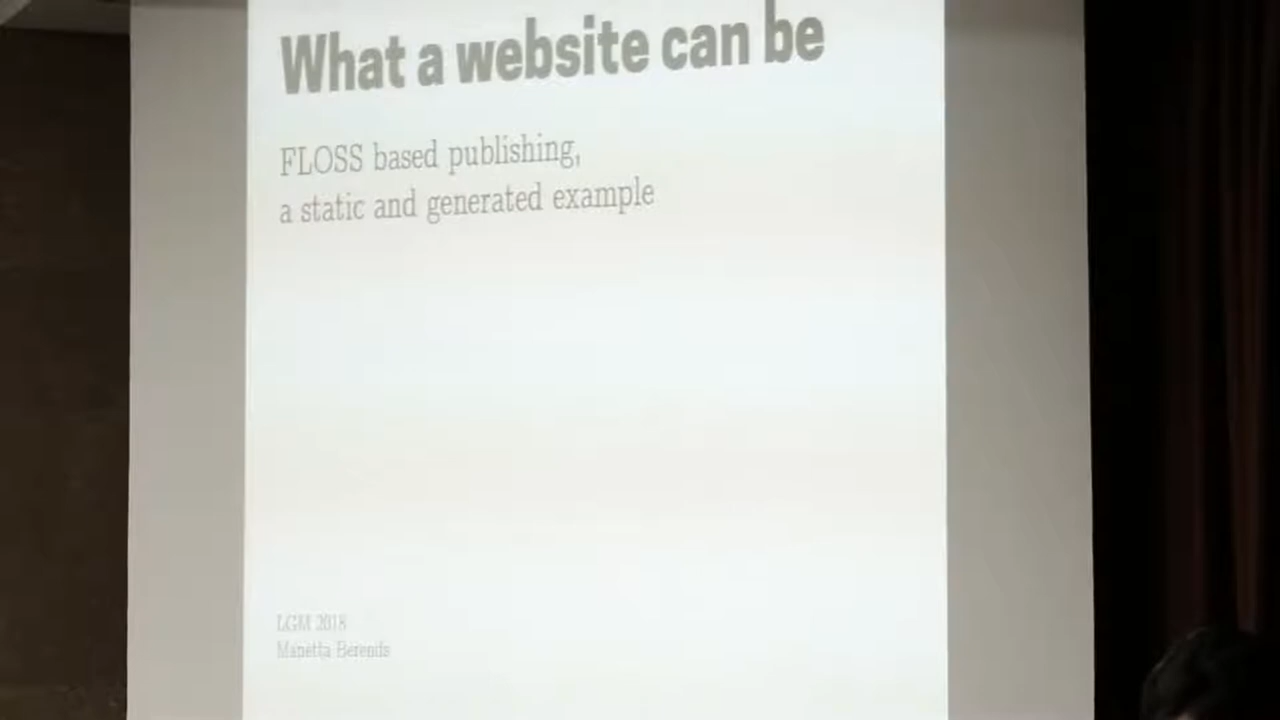 What a website can be
FLOSS based publishing,
a static and generated example
LGM 2018
Manetta Berends